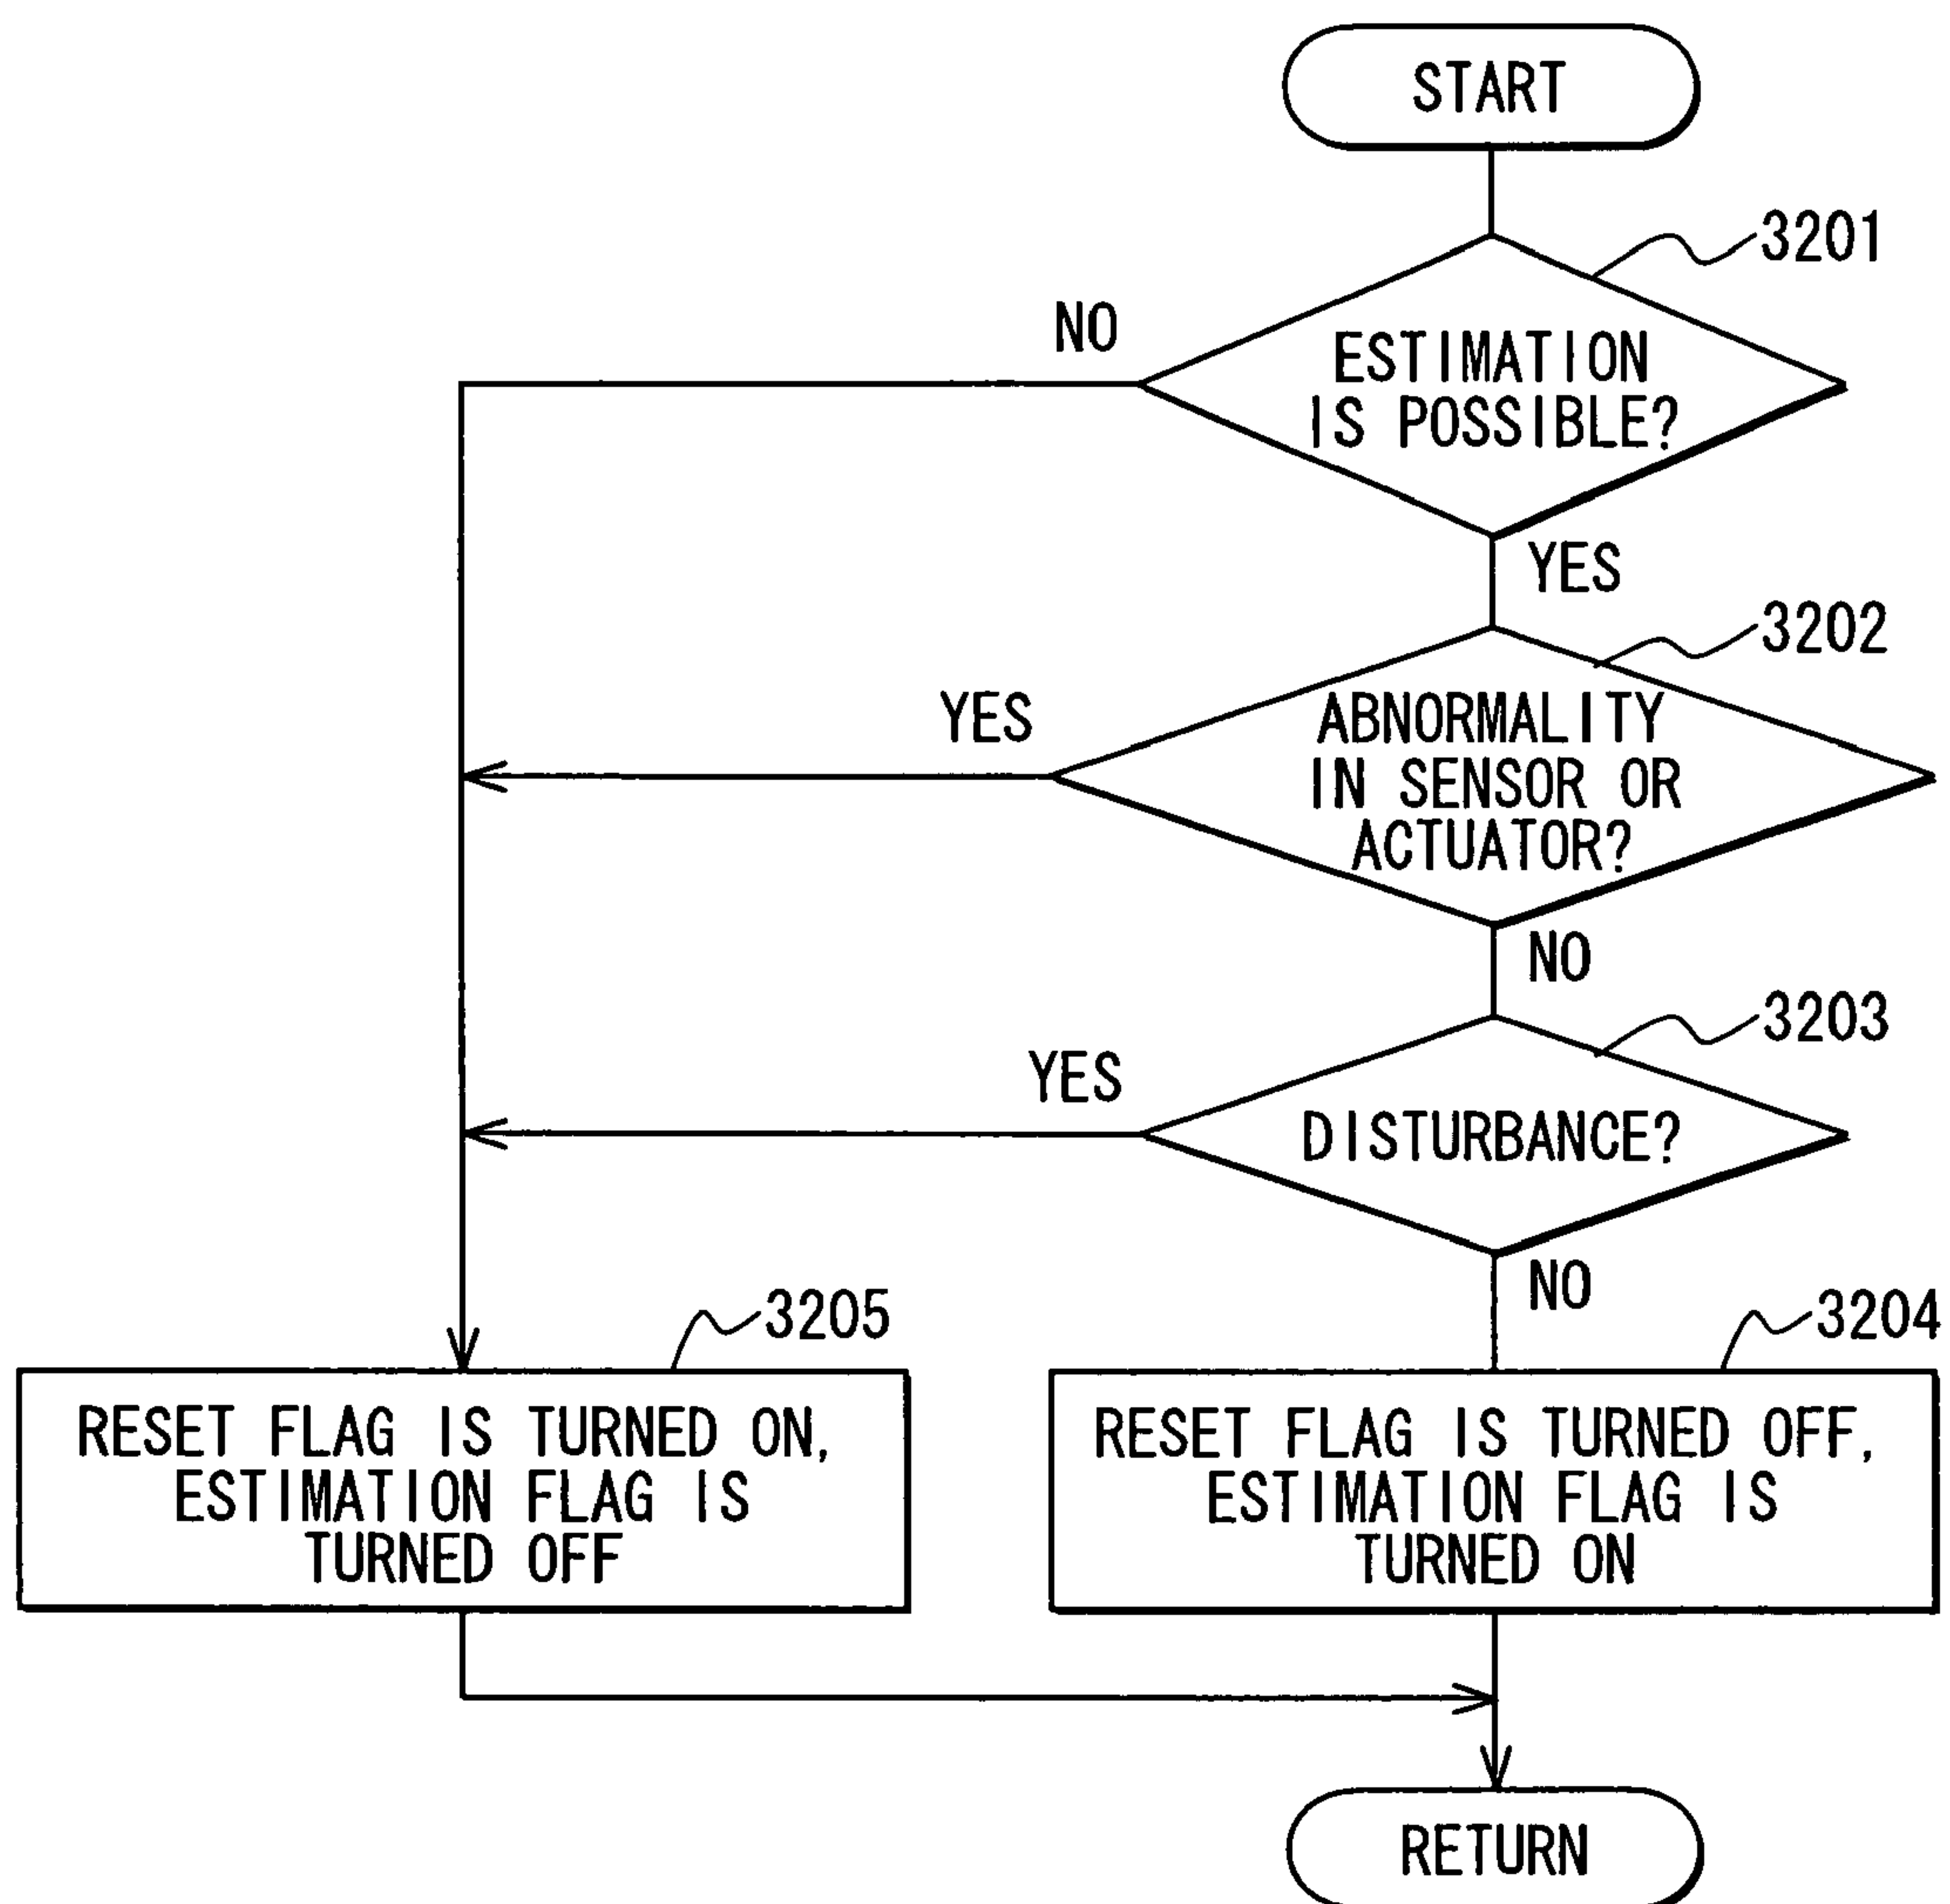 START
3201
NO
ESTIMATION
IS POSSIBLE?
YES
3202
YES
ABNORMALITY
IN SENSOR OR
ACTUATOR?
NO
3203
YES
DISTURBANCE?
NO
3205
3204
RESET FLAG IS TURNED ON,
ESTIMATION FLAG IS
TURNED OFF
RESET FLAG IS TURNED OFF,
ESTIMATION FLAG IS
TURNED ON
RETURN